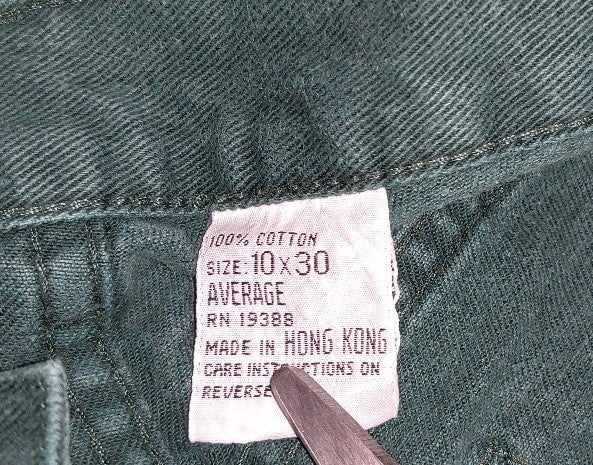 100% COTTON
SIZE: 10 x 30
AVERAGE
RN 19388
MADE IN HONG KONG
CARE INSTRUCTIONS ON
REVERSE